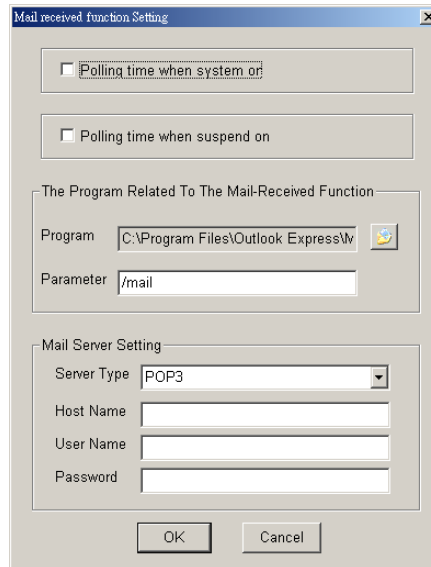 Mail received function Setting
Polling time when system on
Polling time when suspend on
The Program Related To The Mail-Received Function
Program C:\Program Files\Outlook Express\M
Parameter /mail
Mail Server Setting
Server Type POP3
Host Name
User Name
Password
OK Cancel